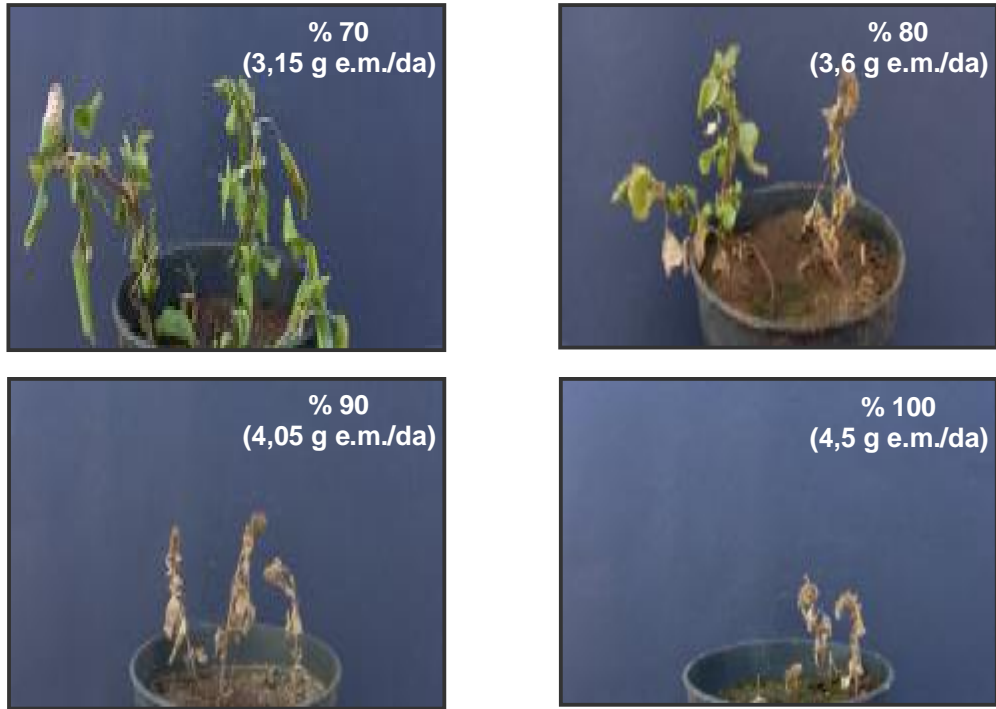 % 70
(3,15 g e.m./da)
% 80
(3,6 g e.m./da)
% 90
(4,05 g e.m./da)
% 100
(4,5 g e.m./da)